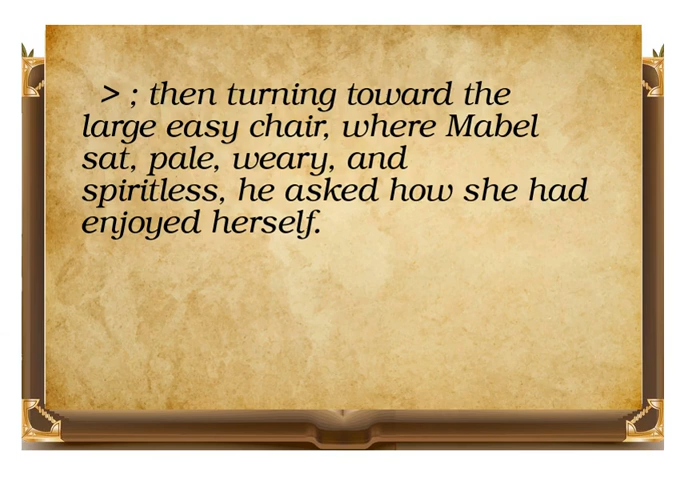 > ; then turning toward the
large easy chair, where Mabel
sat, pale, weary, and
spiritless, he asked how she had
enjoyed herself.